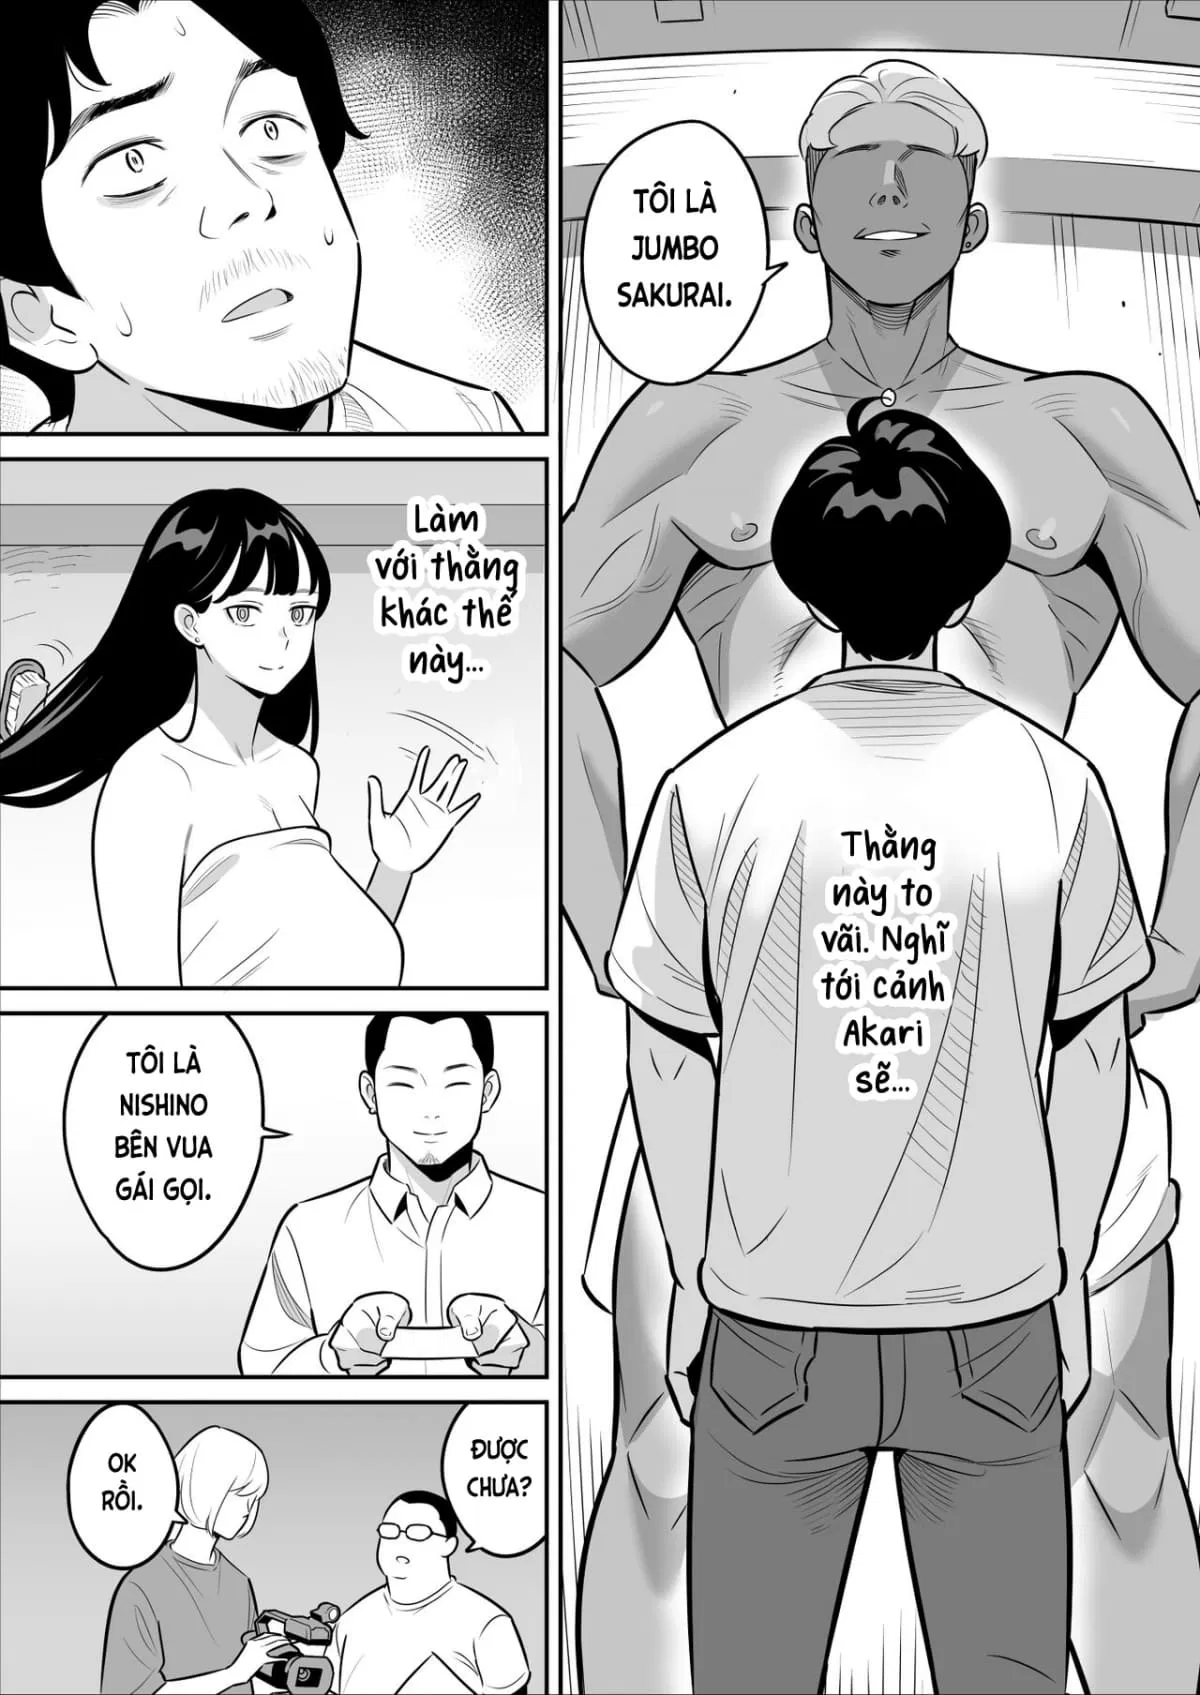 TÔI LÀ
JUMBO
SAKURAI.
Thằng
này to
vãi. Nghĩ
tới cảnh
Akari
sẽ...
Làm
với thằng
khác thế
này...
TÔI LÀ
NISHINO
BÊN VUA
GÁI GỌI.
ĐƯỢC
CHƯA?
OK
RỒI.